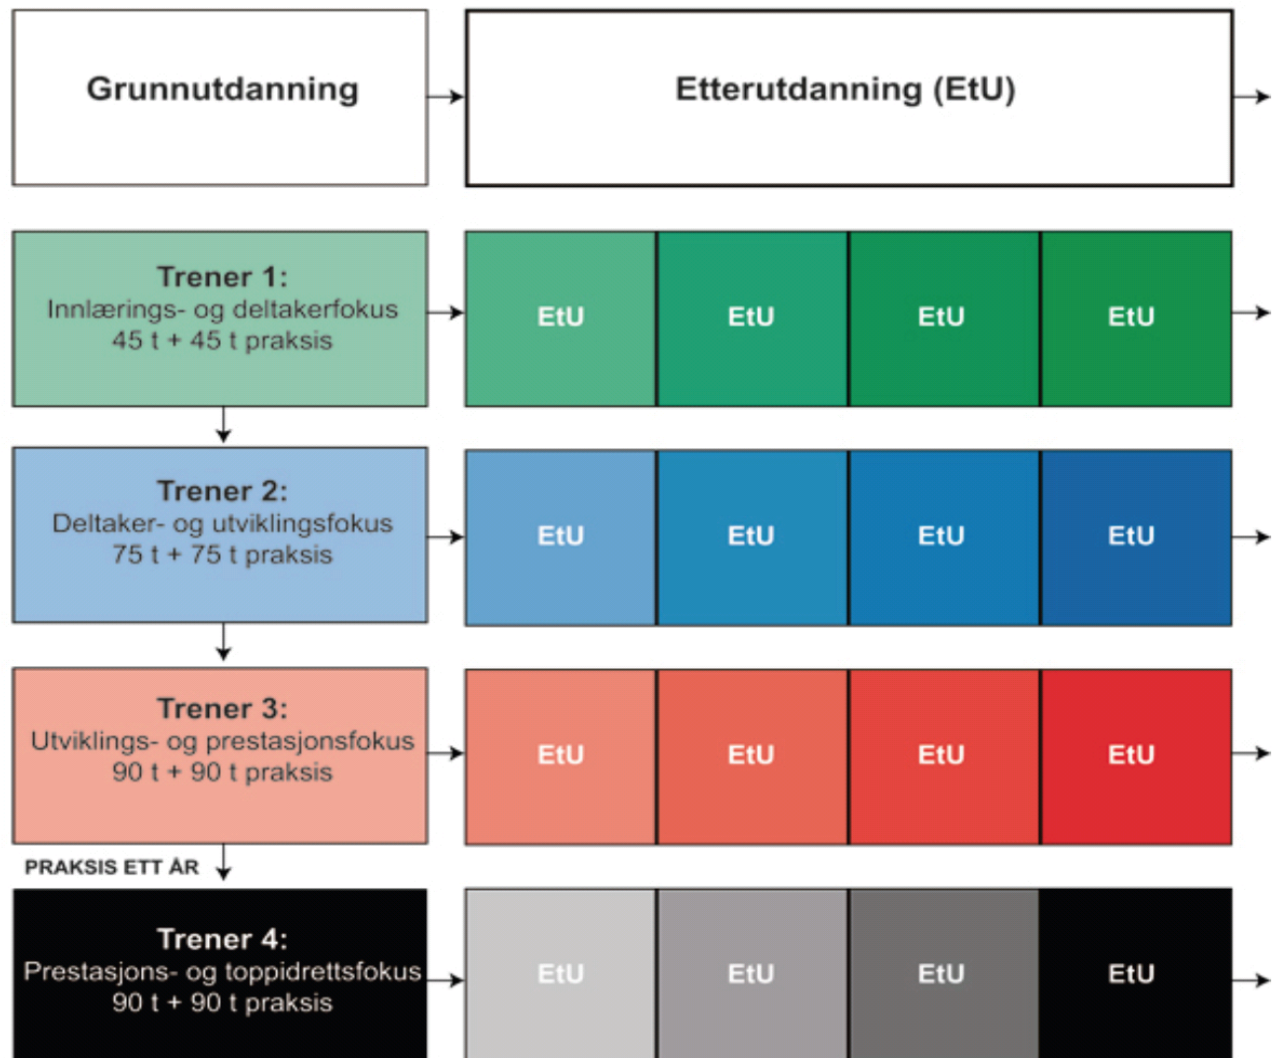 Grunnutdanning
Etterutdanning (EtU)
Trener 1:
Innlærings- og deltakerfokus
45 t + 45 t praksis
EtU
EtU
EtU
EtU
Trener 2:
Deltaker- og utviklingsfokus
75 t + 75 t praksis
EtU
EtU
EtU
EtU
Trener 3:
Utviklings- og prestasjonsfokus
90 t + 90 t praksis
EtU
EtU
EtU
EtU
PRAKSIS ETT ÅR
Trener 4:
Prestasjons- og toppidrettsfokus
90 t + 90 t praksis
EtU
EtU
EtU
EtU